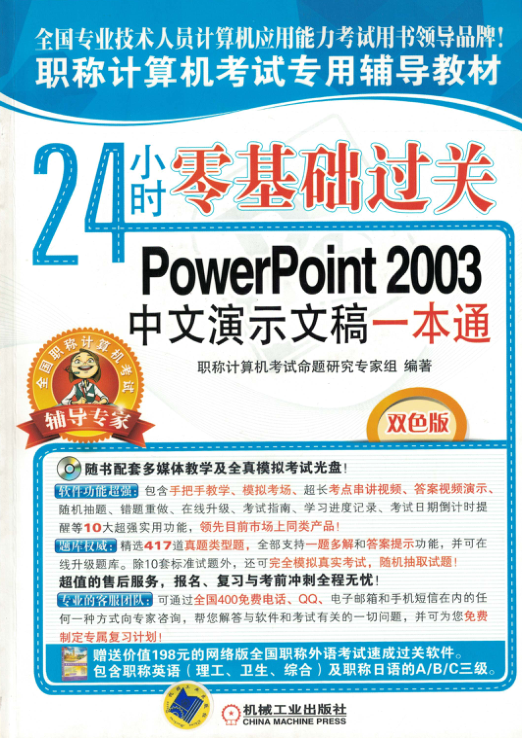 全国专业技术人员计算机应用能力考试用书领导品牌!
职称计算机考试专用辅导教材
24小时 零基础过关
PowerPoint 2003
中文演示文稿一本通
职称计算机考试命题研究专家组 编著
全国职称计算机考试
辅导专家
双色版
随书配套多媒体教学及全真模拟考试光盘!
软件功能超强:包含手把手教学、模拟考场、超长考点串讲视频、答案视频演示、
随机抽题、错题重做、在线升级、考试指南、学习进度记录、考试日期倒计时提
醒等10大超强实用功能,领先目前市场上同类产品!
题库权威:精选417道真题类型题,全部支持一题多解和答案提示功能,并可在
线升级题库。除10套标准试题外,还可完全模拟真实考试,随机抽取试题!
超值的售后服务,报名、复习与考前冲刺全程无忧!
专业的客服团队:可通过全国400免费电话、QQ、电子邮箱和手机短信在内的任
何一种方式向专家咨询,帮您解答与软件和考试有关的一切问题,并可为您免费
制定专属复习计划!
赠送价值198元的网络版全国职称外语考试速成过关软件。
包含职称英语(理工、卫生、综合)及职称日语的A/B/C三级。
机械工业出版社
CHINA MACHINE PRESS